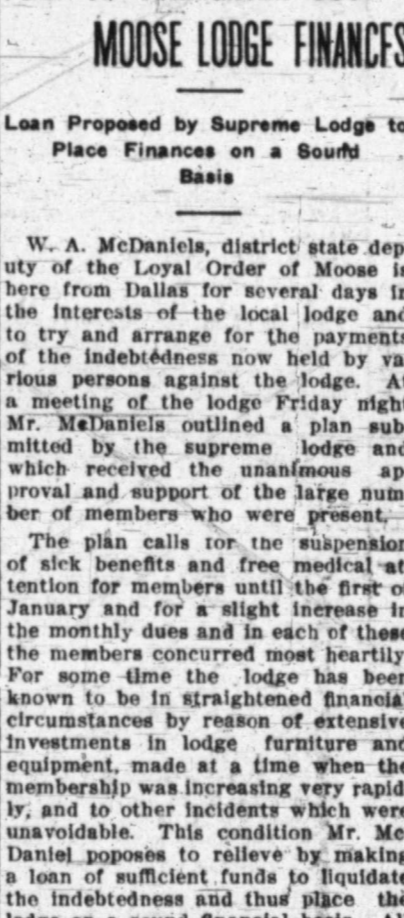 MOOSE LODGE FINANCES
Loan Proposed by Supreme Lodge to
Place Finances on a Sound
Basis
W. A. McDaniels, district state dep
uty of the Loyal Order of Moose is
here from Dallas for several days in
the interests of the local lodge and
to try and arrange for the payments
of the indebtedness now held by va
rious persons against the lodge. At
a meeting of the lodge Friday night
Mr. McDaniels outlined a plan sub
mitted by the supreme lodge and
which received the unanimous ap
proval and support of the large num
ber of members who were present.
The plan calls for the suspension
of sick benefits and free medical at
tention for members until the first of
January and for a slight increase in
the monthly dues and in each of these
the members concurred most heartily
For some time the lodge has been
known to be in straightened financial
circumstances by reason of extensive
investments in lodge furniture and
equipment, made at a time when the
membership was increasing very rapid
ly, and to other incidents which were
unavoidable. This condition Mr. Mc
Daniel poposes to relieve by making
a loan of sufficient funds to liquidate
the indebtedness and thus place the